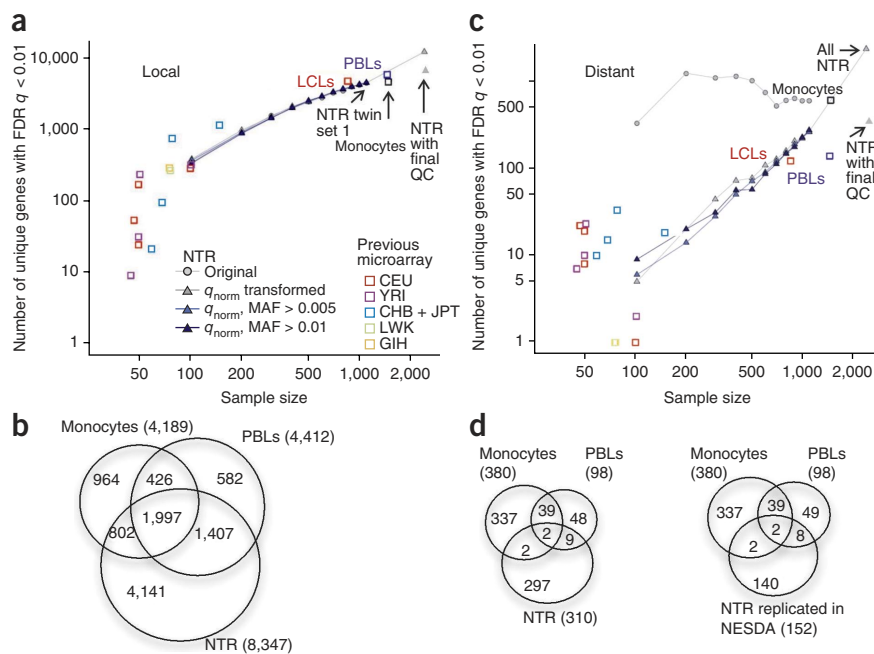 a
Number of unique genes with FDR q < 0.01
10,000
1,000
100
10
1
Local
LCLs
PBLs
NTR twin
set 1
Monocytes
NTR
with
final
QC
NTR
Original
qnorm transformed
qnorm, MAF > 0.005
qnorm, MAF > 0.01
Previous
microarray
CEU
YRI
CHB + JPT
LWK
GIH
50
100
200
500
1,000
2,000
Sample size
c
Number of unique genes with FDR q < 0.01
500
100
50
10
5
1
Distant
All
NTR
Monocytes
LCLs
PBLs
NTR
with
final
QC
50
100
200
500
1,000
2,000
Sample size
b
Monocytes (4,189)
PBLs (4,412)
964
426
582
1,997
802
1,407
4,141
NTR (8,347)
d
Monocytes
(380)
PBLs
(98)
337
39
48
2
2
9
297
NTR (310)
Monocytes
(380)
PBLs
(98)
337
39
49
2
2
8
140
NTR replicated in
NESDA (152)